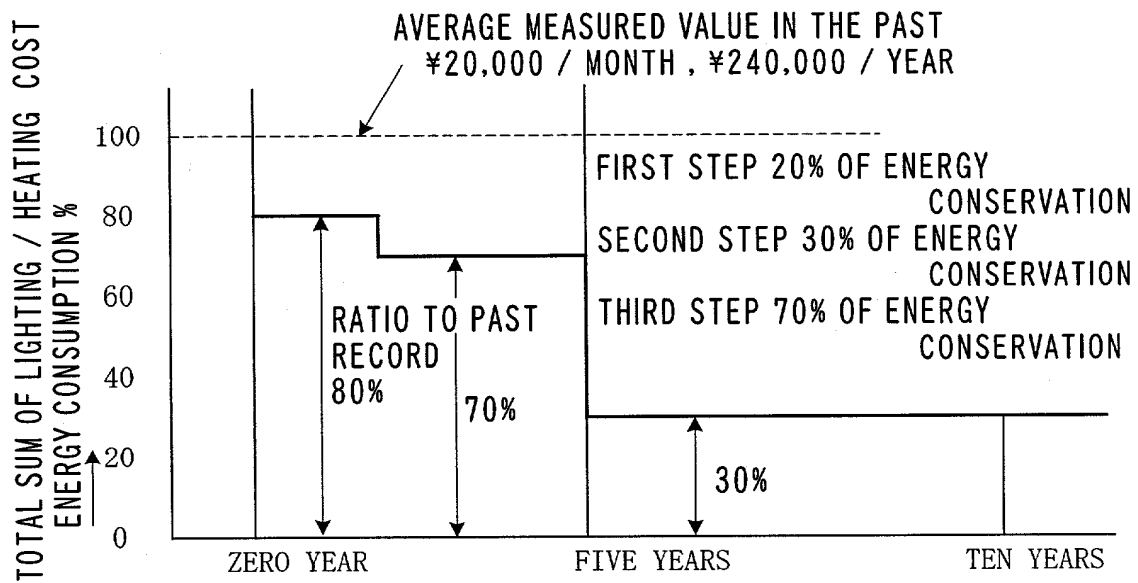 AVERAGE MEASURED VALUE IN THE PAST
¥20,000 / MONTH , ¥240,000 / YEAR
TOTAL SUM OF LIGHTING / HEATING COST
ENERGY CONSUMPTION %
100
80
60
40
20
0
FIRST STEP 20% OF ENERGY
CONSERVATION
SECOND STEP 30% OF ENERGY
CONSERVATION
THIRD STEP 70% OF ENERGY
CONSERVATION
RATIO TO PAST
RECORD
80%
70%
30%
ZERO YEAR
FIVE YEARS
TEN YEARS